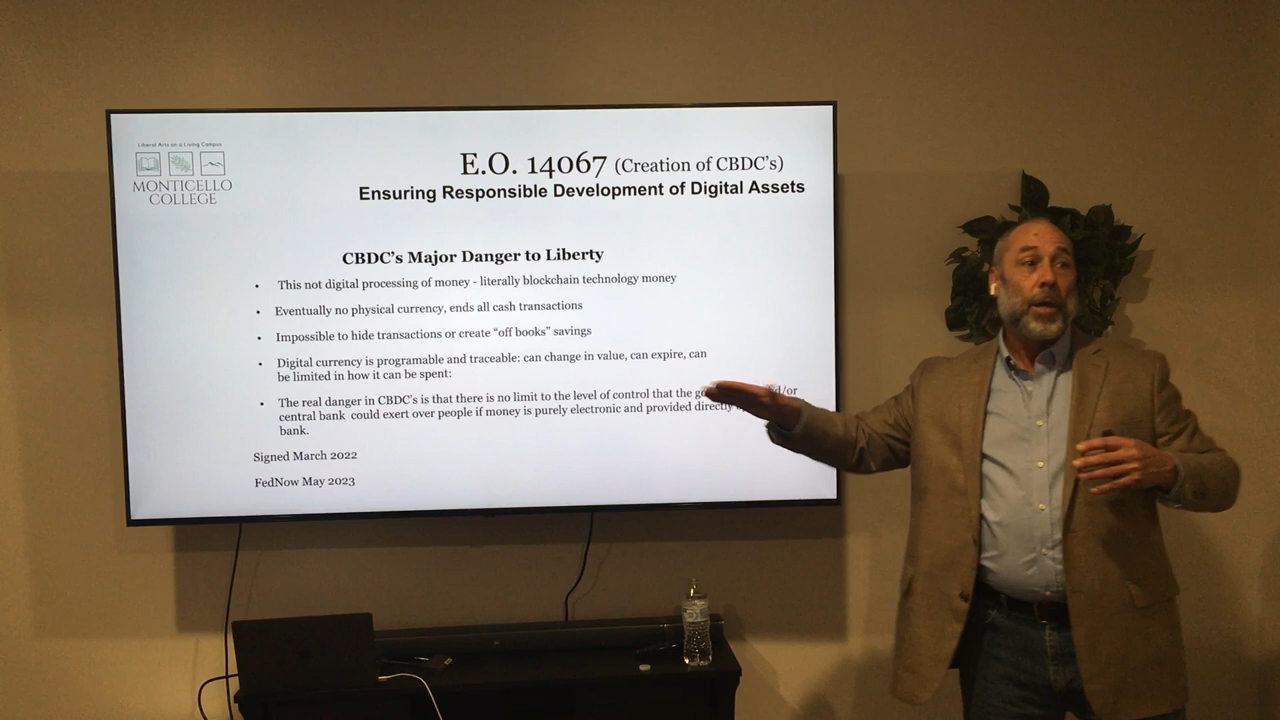 Liberal Arts on a Living Campus
MONTICELLO
COLLEGE
E.O. 14067 (Creation of CBDC's)
Ensuring Responsible Development of Digital Assets
CBDC's Major Danger to Liberty
• This not digital processing of money - literally blockchain technology money
• Eventually no physical currency, ends all cash transactions
• Impossible to hide transactions or create “off books” savings
• Digital currency is programable and traceable: can change in value, can expire, can
be limited in how it can be spent:
• The real danger in CBDC's is that there is no limit to the level of control that the
central bank could exert over people if money is purely electronic and provided directly
bank.
Signed March 2022
FedNow May 2023